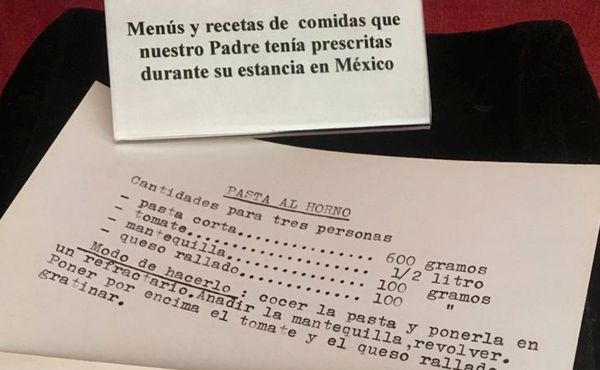 Menús y recetas de comidas que
nuestro Padre tenía prescritas
durante su estancia en México
PASTA AL HORNO
Cantidades para tres personas
- pasta corta............... 600 gramos
- tomate.................... 1/2 litro
- mantequilla............... 100 gramos
- queso rallado............. 100 "
Modo de hacerlo : cocer la pasta y ponerla en
un refractario.Añadir la mantequilla,revolver.
Poner por encima el tomate y el queso rallado
gratinar.